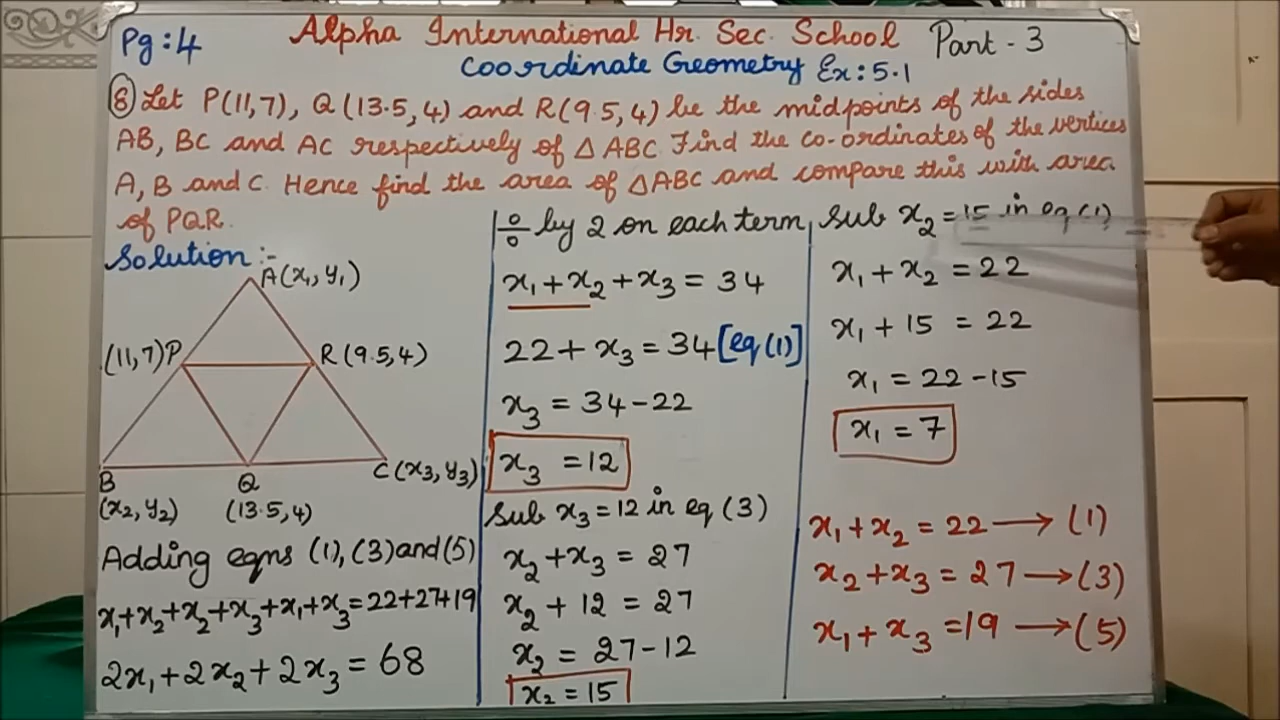 Pg:4
Alpha International Hr. Sec. School
Part - 3
Coordinate Geometry Ex: 5.1
⑧ Let P(11,7), Q(13.5,4) and R(9.5,4) be the midpoints of the sides
AB, BC and AC respectively of △ABC. Find the co-ordinates of the vertices
A, B and C. Hence find the area of △ABC and compare this with area
of PQR.
Solution:-
A(x₁, y₁)
(11,7)P
R(9.5,4)
B
Q
C(x₃, y₃)
(x₂, y₂)
(13.5,4)
Adding eqns (1), (3) and (5)
x₁+x₂+x₂+x₃+x₁+x₃=22+27+19
2x₁+2x₂+2x₃=68
÷ by 2 on each term
x₁+x₂+x₃=34
22+x₃=34 [eq(1)]
x₃=34-22
x₃=12
Sub x₃=12 in eq(3)
x₂+x₃=27
x₂+12=27
x₂=27-12
x₂=15
Sub x₂=15 in eq(1)
x₁+x₂=22
x₁+15=22
x₁=22-15
x₁=7
x₁+x₂=22→(1)
x₂+x₃=27→(3)
x₁+x₃=19→(5)